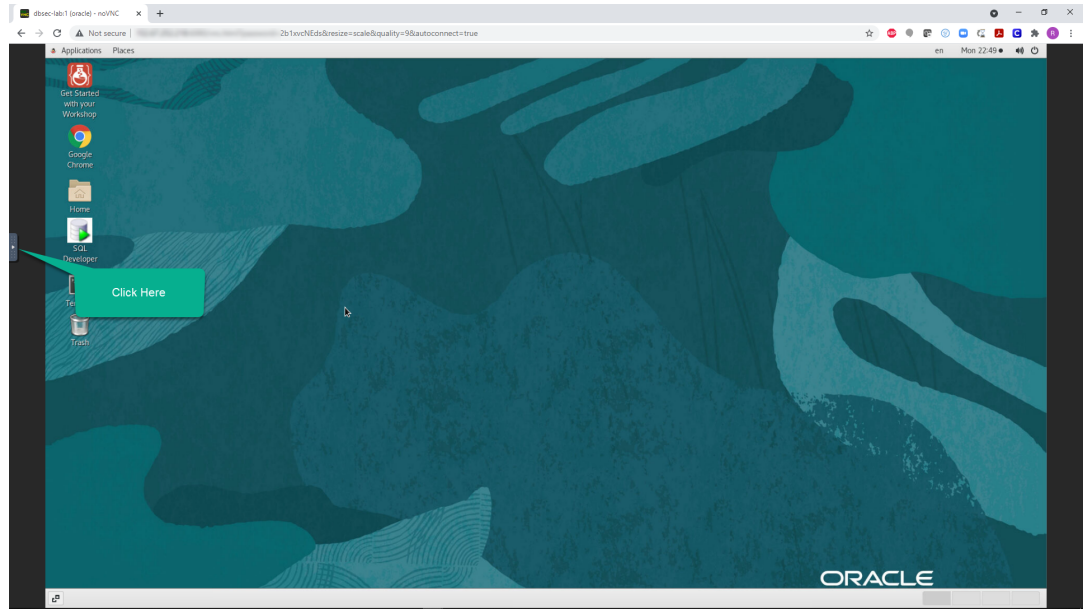 dbsec-lab:1 (oracle) - noVNC
Not secure
2b1xvcNEds&resize=scale&quality=9&autoconnect=true
Applications Places en Mon 22:49
Get Started
with your
Workshop
Google
Chrome
Home
SQL
Developer
Click Here
Trash
ORACLE